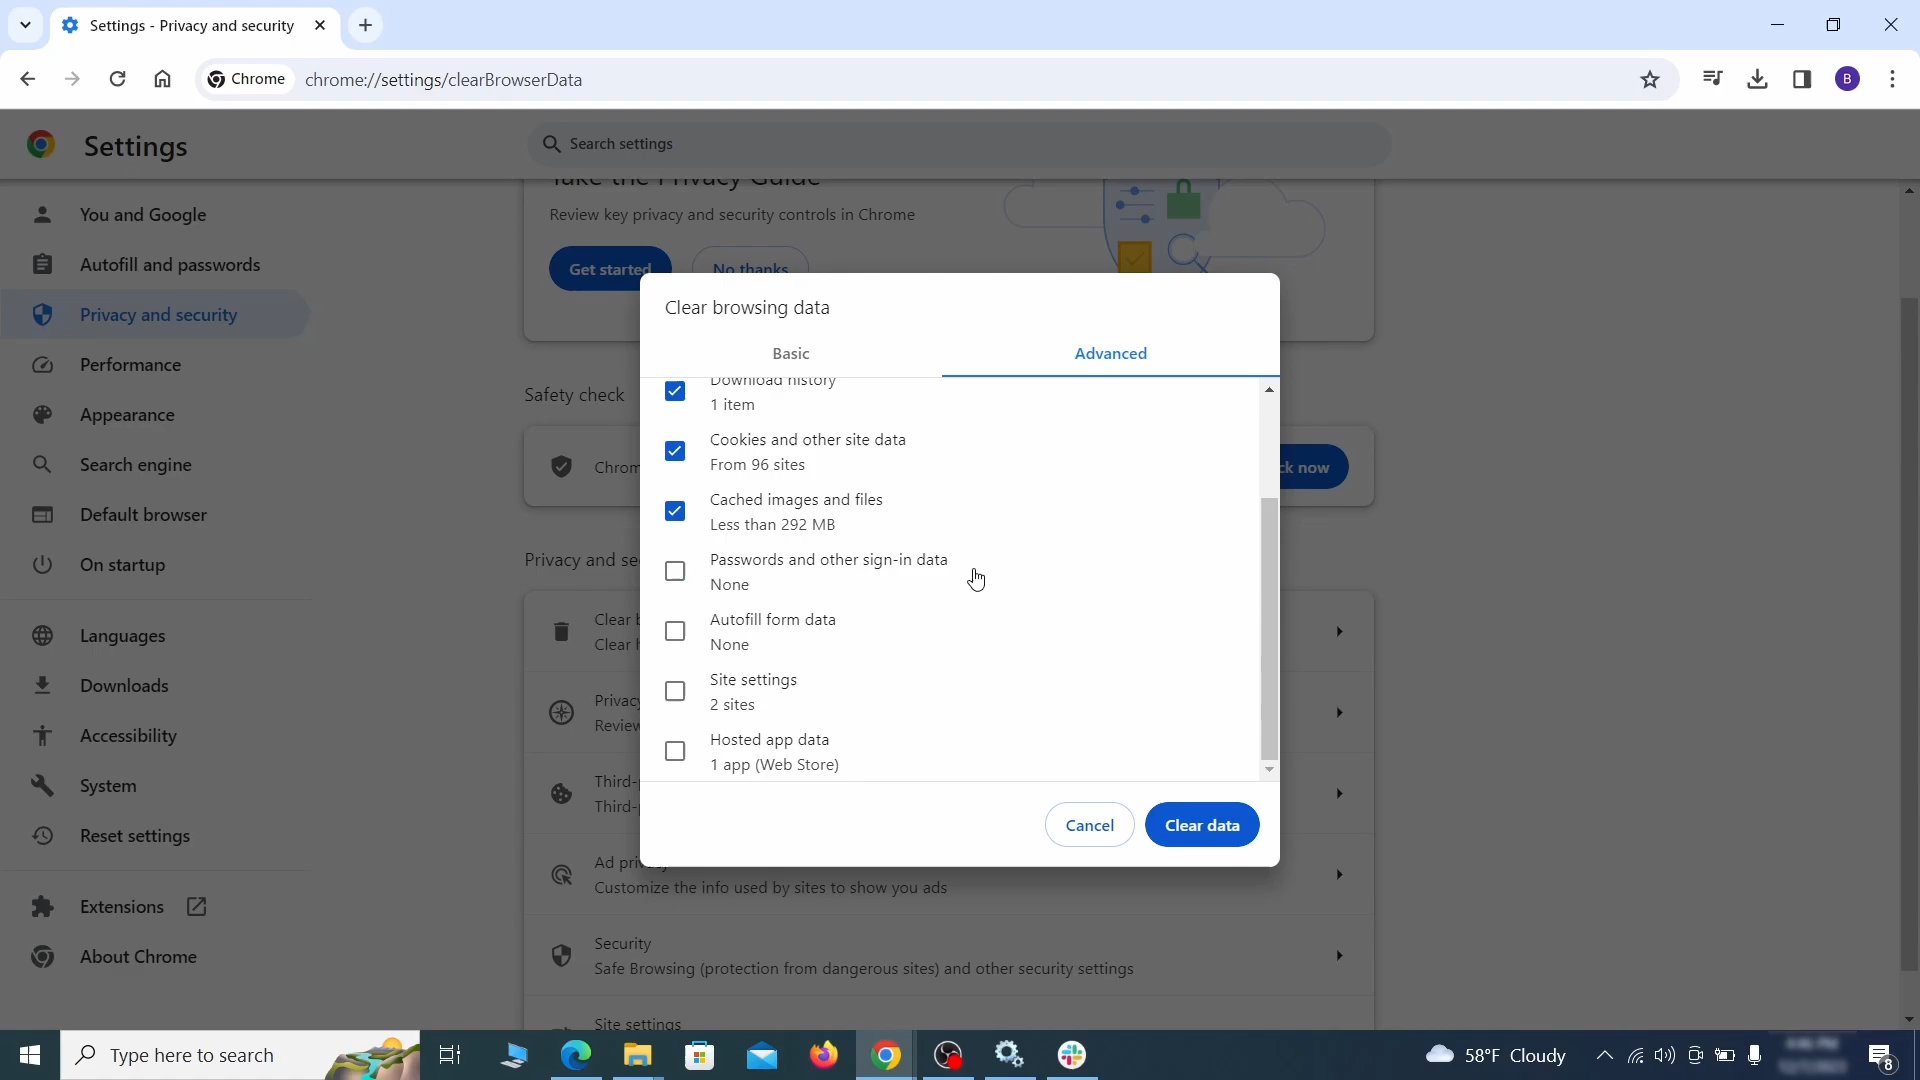 Settings - Privacy and security
Chrome
chrome://settings/clearBrowserData
B
Settings
Search settings
You and Google
Autofill and passwords
Privacy and security
Performance
Appearance
Search engine
Default browser
On startup
Languages
Downloads
Accessibility
System
Reset settings
Extensions
About Chrome
Take the Privacy Guide
Review key privacy and security controls in Chrome
Get started
No thanks
Safety check
Chrom
ck now
Privacy and se
Clear b
Clear h
Privacy
Review
Third-p
Third-p
Ad priv
Customize the info used by sites to show you ads
Security
Safe Browsing (protection from dangerous sites) and other security settings
Site settings
Clear browsing data
Basic
Advanced
Download history
1 item
Cookies and other site data
From 96 sites
Cached images and files
Less than 292 MB
Passwords and other sign-in data
None
Autofill form data
None
Site settings
2 sites
Hosted app data
1 app (Web Store)
Cancel
Clear data
Type here to search
58°F Cloudy
8